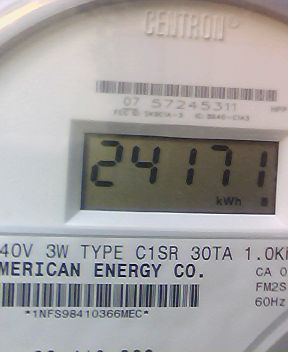 CENTRON®
07 57245311
24171
kWh
40V 3W TYPE C1SR 30TA 1.0K
MERICAN ENERGY CO.
CA 0
FM2S
60Hz
*1NFS98410366MEC*